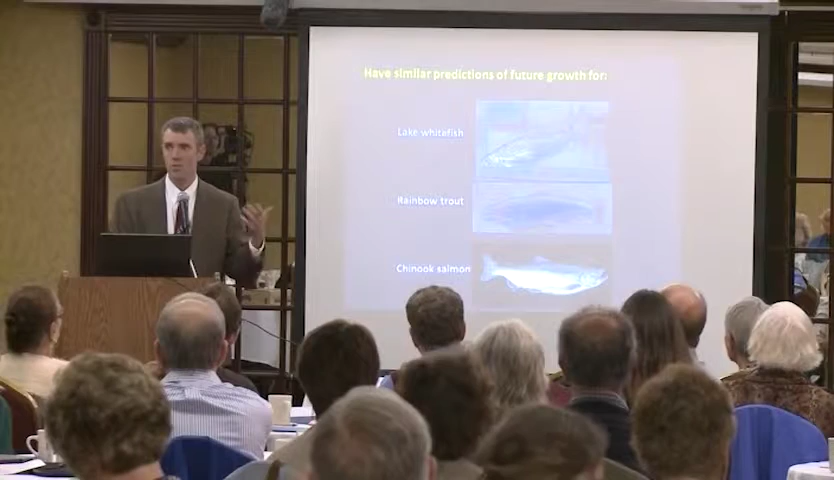 Have similar predictions of future growth for:
Lake whitefish
Rainbow trout
Chinook salmon